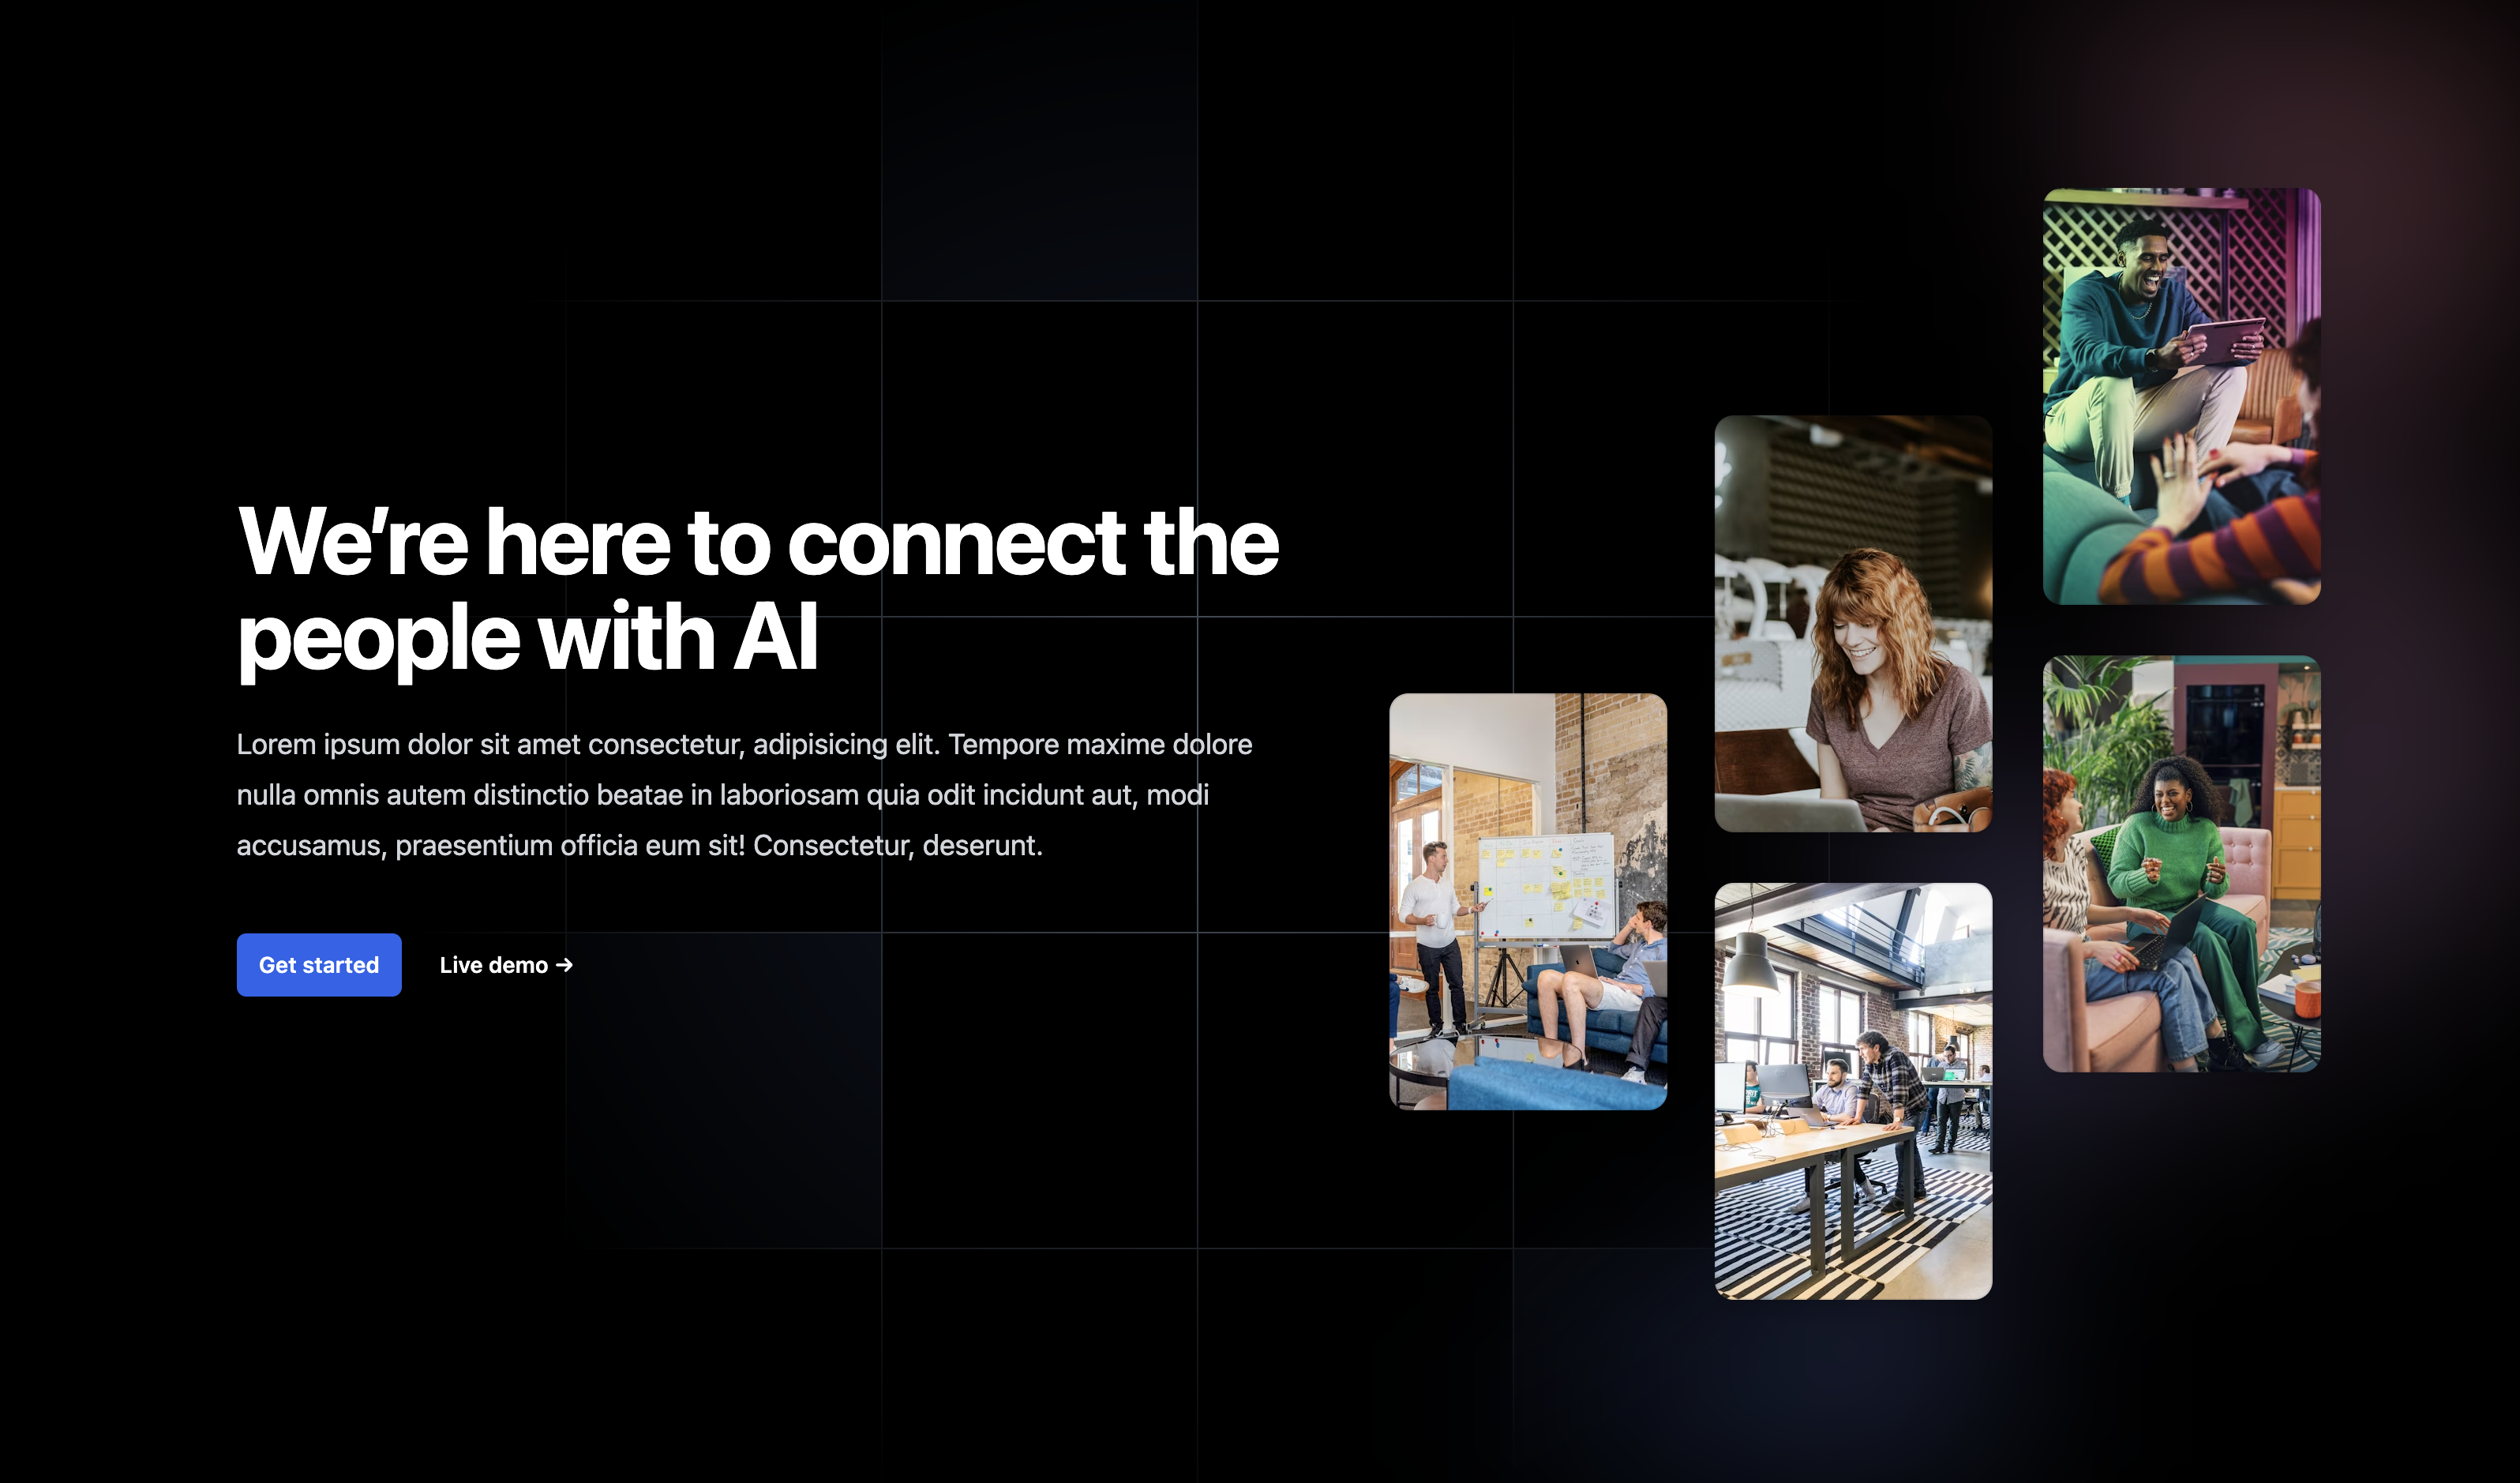 We’re here to connect the
people with AI
Lorem ipsum dolor sit amet consectetur, adipisicing elit. Tempore maxime dolore
nulla omnis autem distinctio beatae in laboriosam quia odit incidunt aut, modi
accusamus, praesentium officia eum sit! Consectetur, deserunt.
Get started
Live demo →